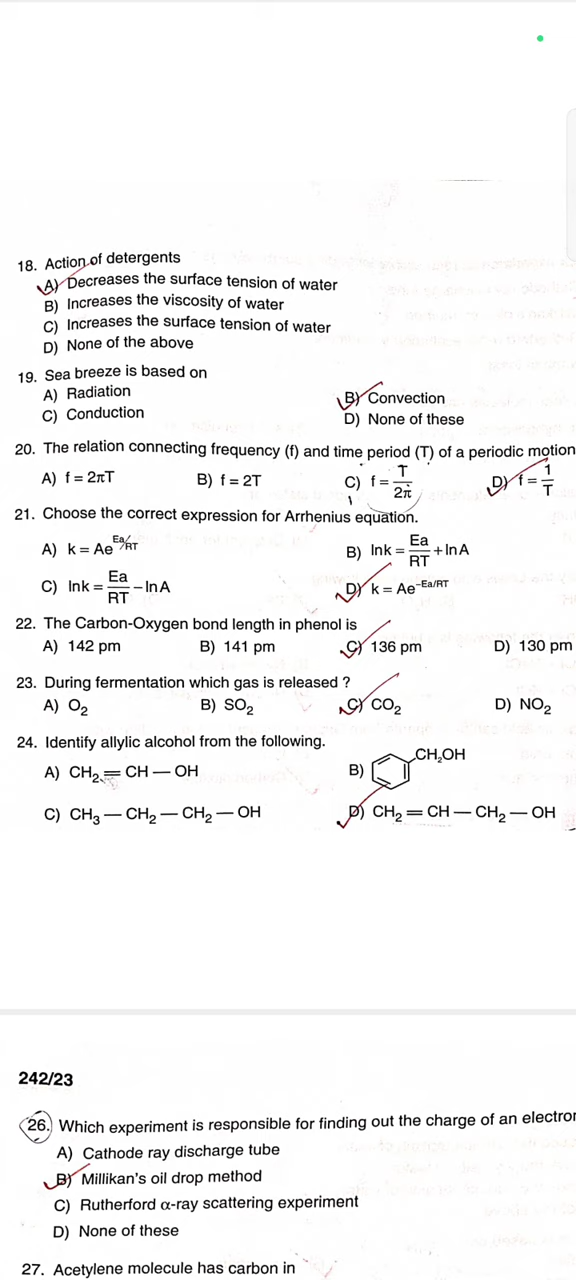 18. Action of detergents
A) Decreases the surface tension of water
B) Increases the viscosity of water
C) Increases the surface tension of water
D) None of the above
19. Sea breeze is based on
A) Radiation B) Convection
C) Conduction D) None of these
20. The relation connecting frequency (f) and time period (T) of a periodic motion
A) f = 2πT B) f = 2T C) f = T/2π D) f = 1/T
21. Choose the correct expression for Arrhenius equation.
A) k = Ae^Ea/RT B) lnk = Ea/RT + lnA
C) lnk = Ea/RT − lnA D) k = Ae^−Ea/RT
22. The Carbon-Oxygen bond length in phenol is
A) 142 pm B) 141 pm C) 136 pm D) 130 pm
23. During fermentation which gas is released ?
A) O₂ B) SO₂ C) CO₂ D) NO₂
24. Identify allylic alcohol from the following.
A) CH₂ = CH — OH B) CH₂OH
C) CH₃ — CH₂ — CH₂ — OH D) CH₂ = CH — CH₂ — OH
242/23
26. Which experiment is responsible for finding out the charge of an electron
A) Cathode ray discharge tube
B) Millikan's oil drop method
C) Rutherford α-ray scattering experiment
D) None of these
27. Acetylene molecule has carbon in